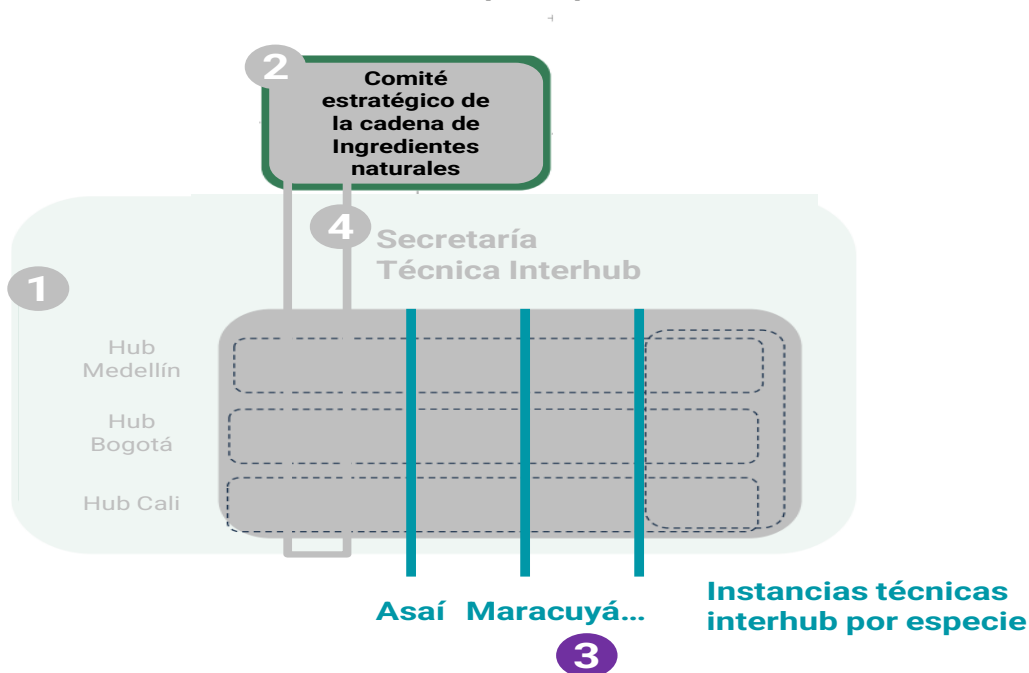 2
Comité
estratégico de
la cadena de
Ingredientes
naturales
4
Secretaría
Técnica Interhub
1
Hub
Medellín
Hub
Bogotá
Hub Cali
Asaí Maracuyá...
Instancias técnicas
interhub por especie
3